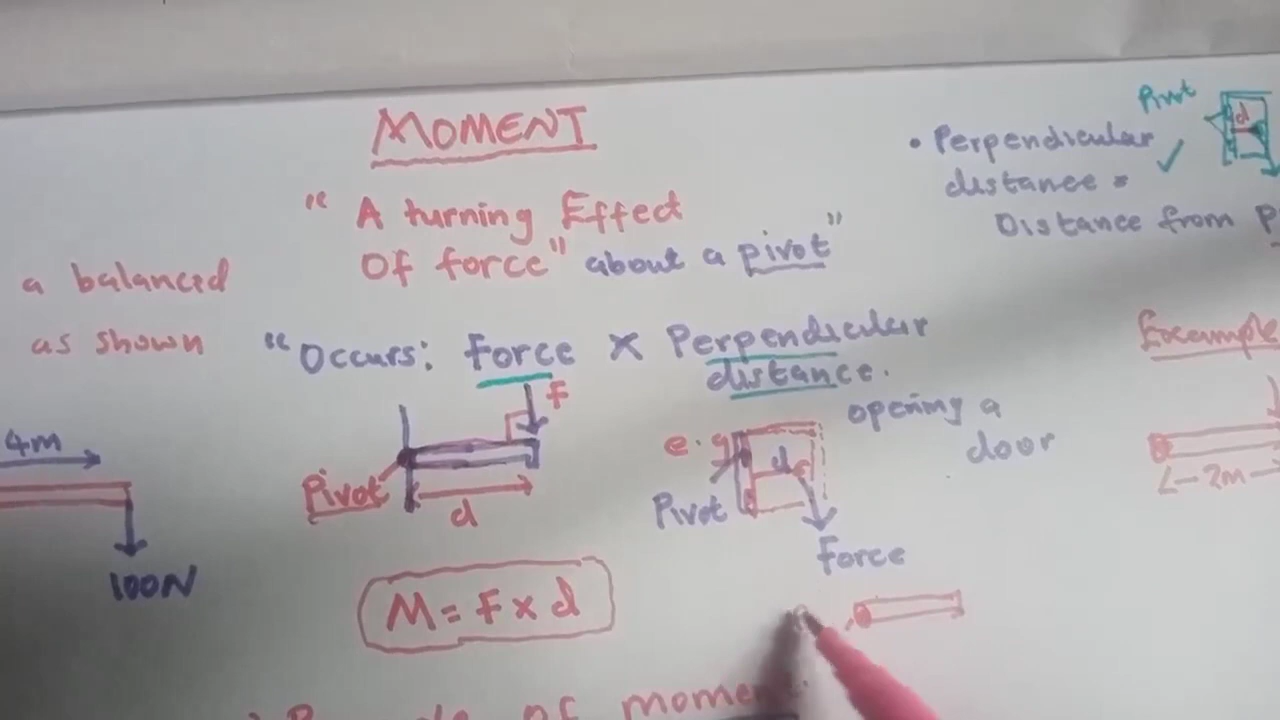 MOMENT
" A turning Effect
Of force" about a pivot"
"Occurs: Force × Perpendicular
distance.
F
Pivot
d
M = F × d
e.g
opening a
door
d
Pivot
Force
of moment
a balanced
as shown
4m
100N
Pivot
d
• Perpendicular
distance =
Distance from
Example
2m